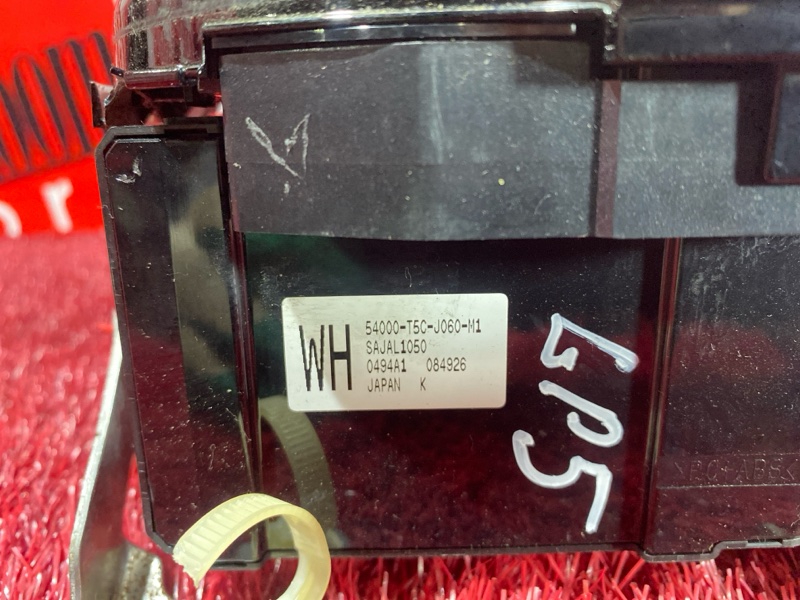 WH
54000-T5C-J060-M1
SAJAL1050
0494A1 084926
JAPAN K
GP5